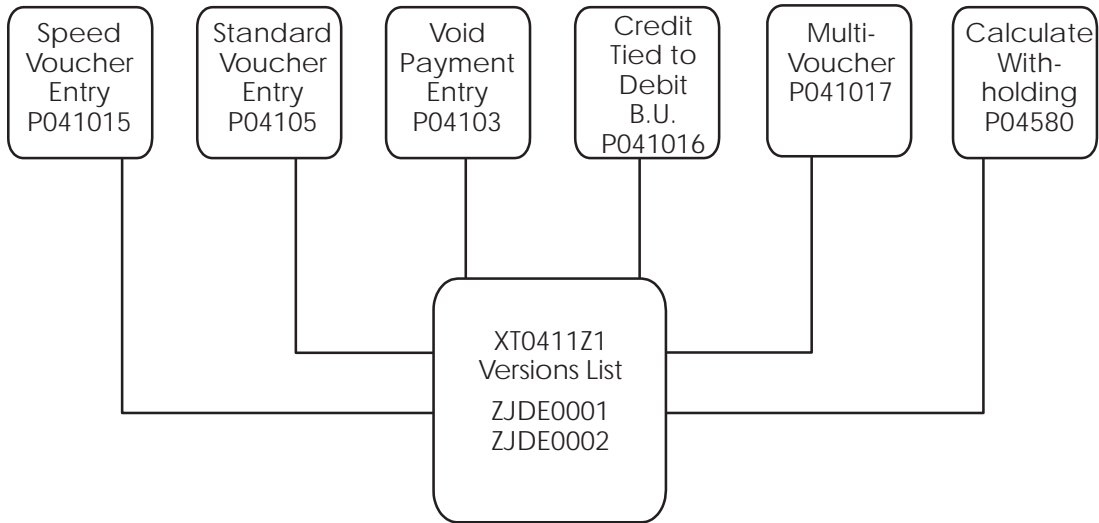 Speed
Voucher
Entry
P041015
Standard
Voucher
Entry
P04105
Void
Payment
Entry
P04103
Credit
Tied to
Debit
B.U.
P041016
Multi-
Voucher
P041017
Calculate
With-
holding
P04580
XT0411Z1
Versions List
ZJDE0001
ZJDE0002